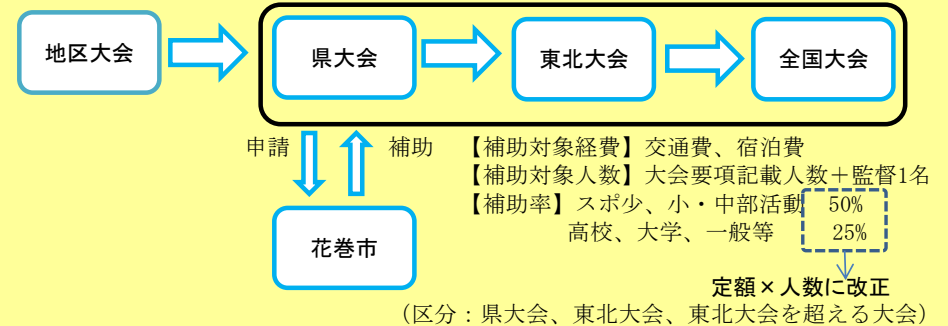 地区大会
県大会
東北大会
全国大会
申請
補助
【補助対象経費】交通費、宿泊費
【補助対象人数】大会要項記載人数＋監督1名
【補助率】スポ少、小・中部活動 50%
高校、大学、一般等 25%
花巻市
定額×人数に改正
（区分：県大会、東北大会、東北大会を超える大会）